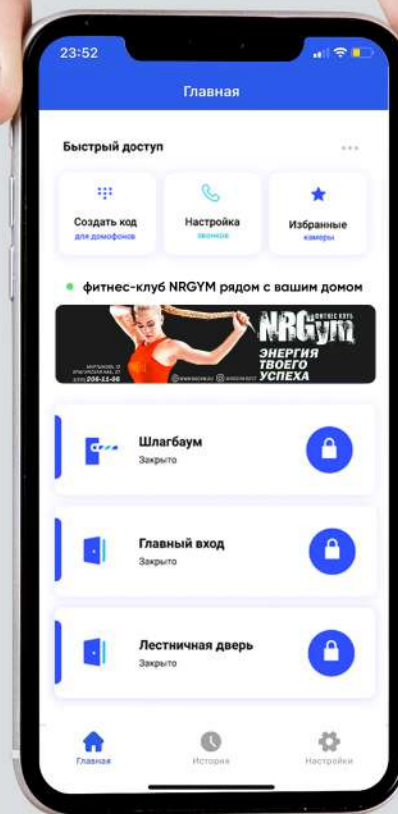 23:52
Главная
Быстрый доступ
Создать код
для домофонов
Настройка
звонков
Избранные
камеры
фитнес-клуб NRGYM рядом с вашим домом
ФИТНЕС КЛУБ
NRGym
ЭНЕРГИЯ
ТВОЕГО
УСПЕХА
206-11-06
Шлагбаум
Закрыто
Главный вход
Закрыто
Лестничная дверь
Закрыто
Главная
История
Настройки